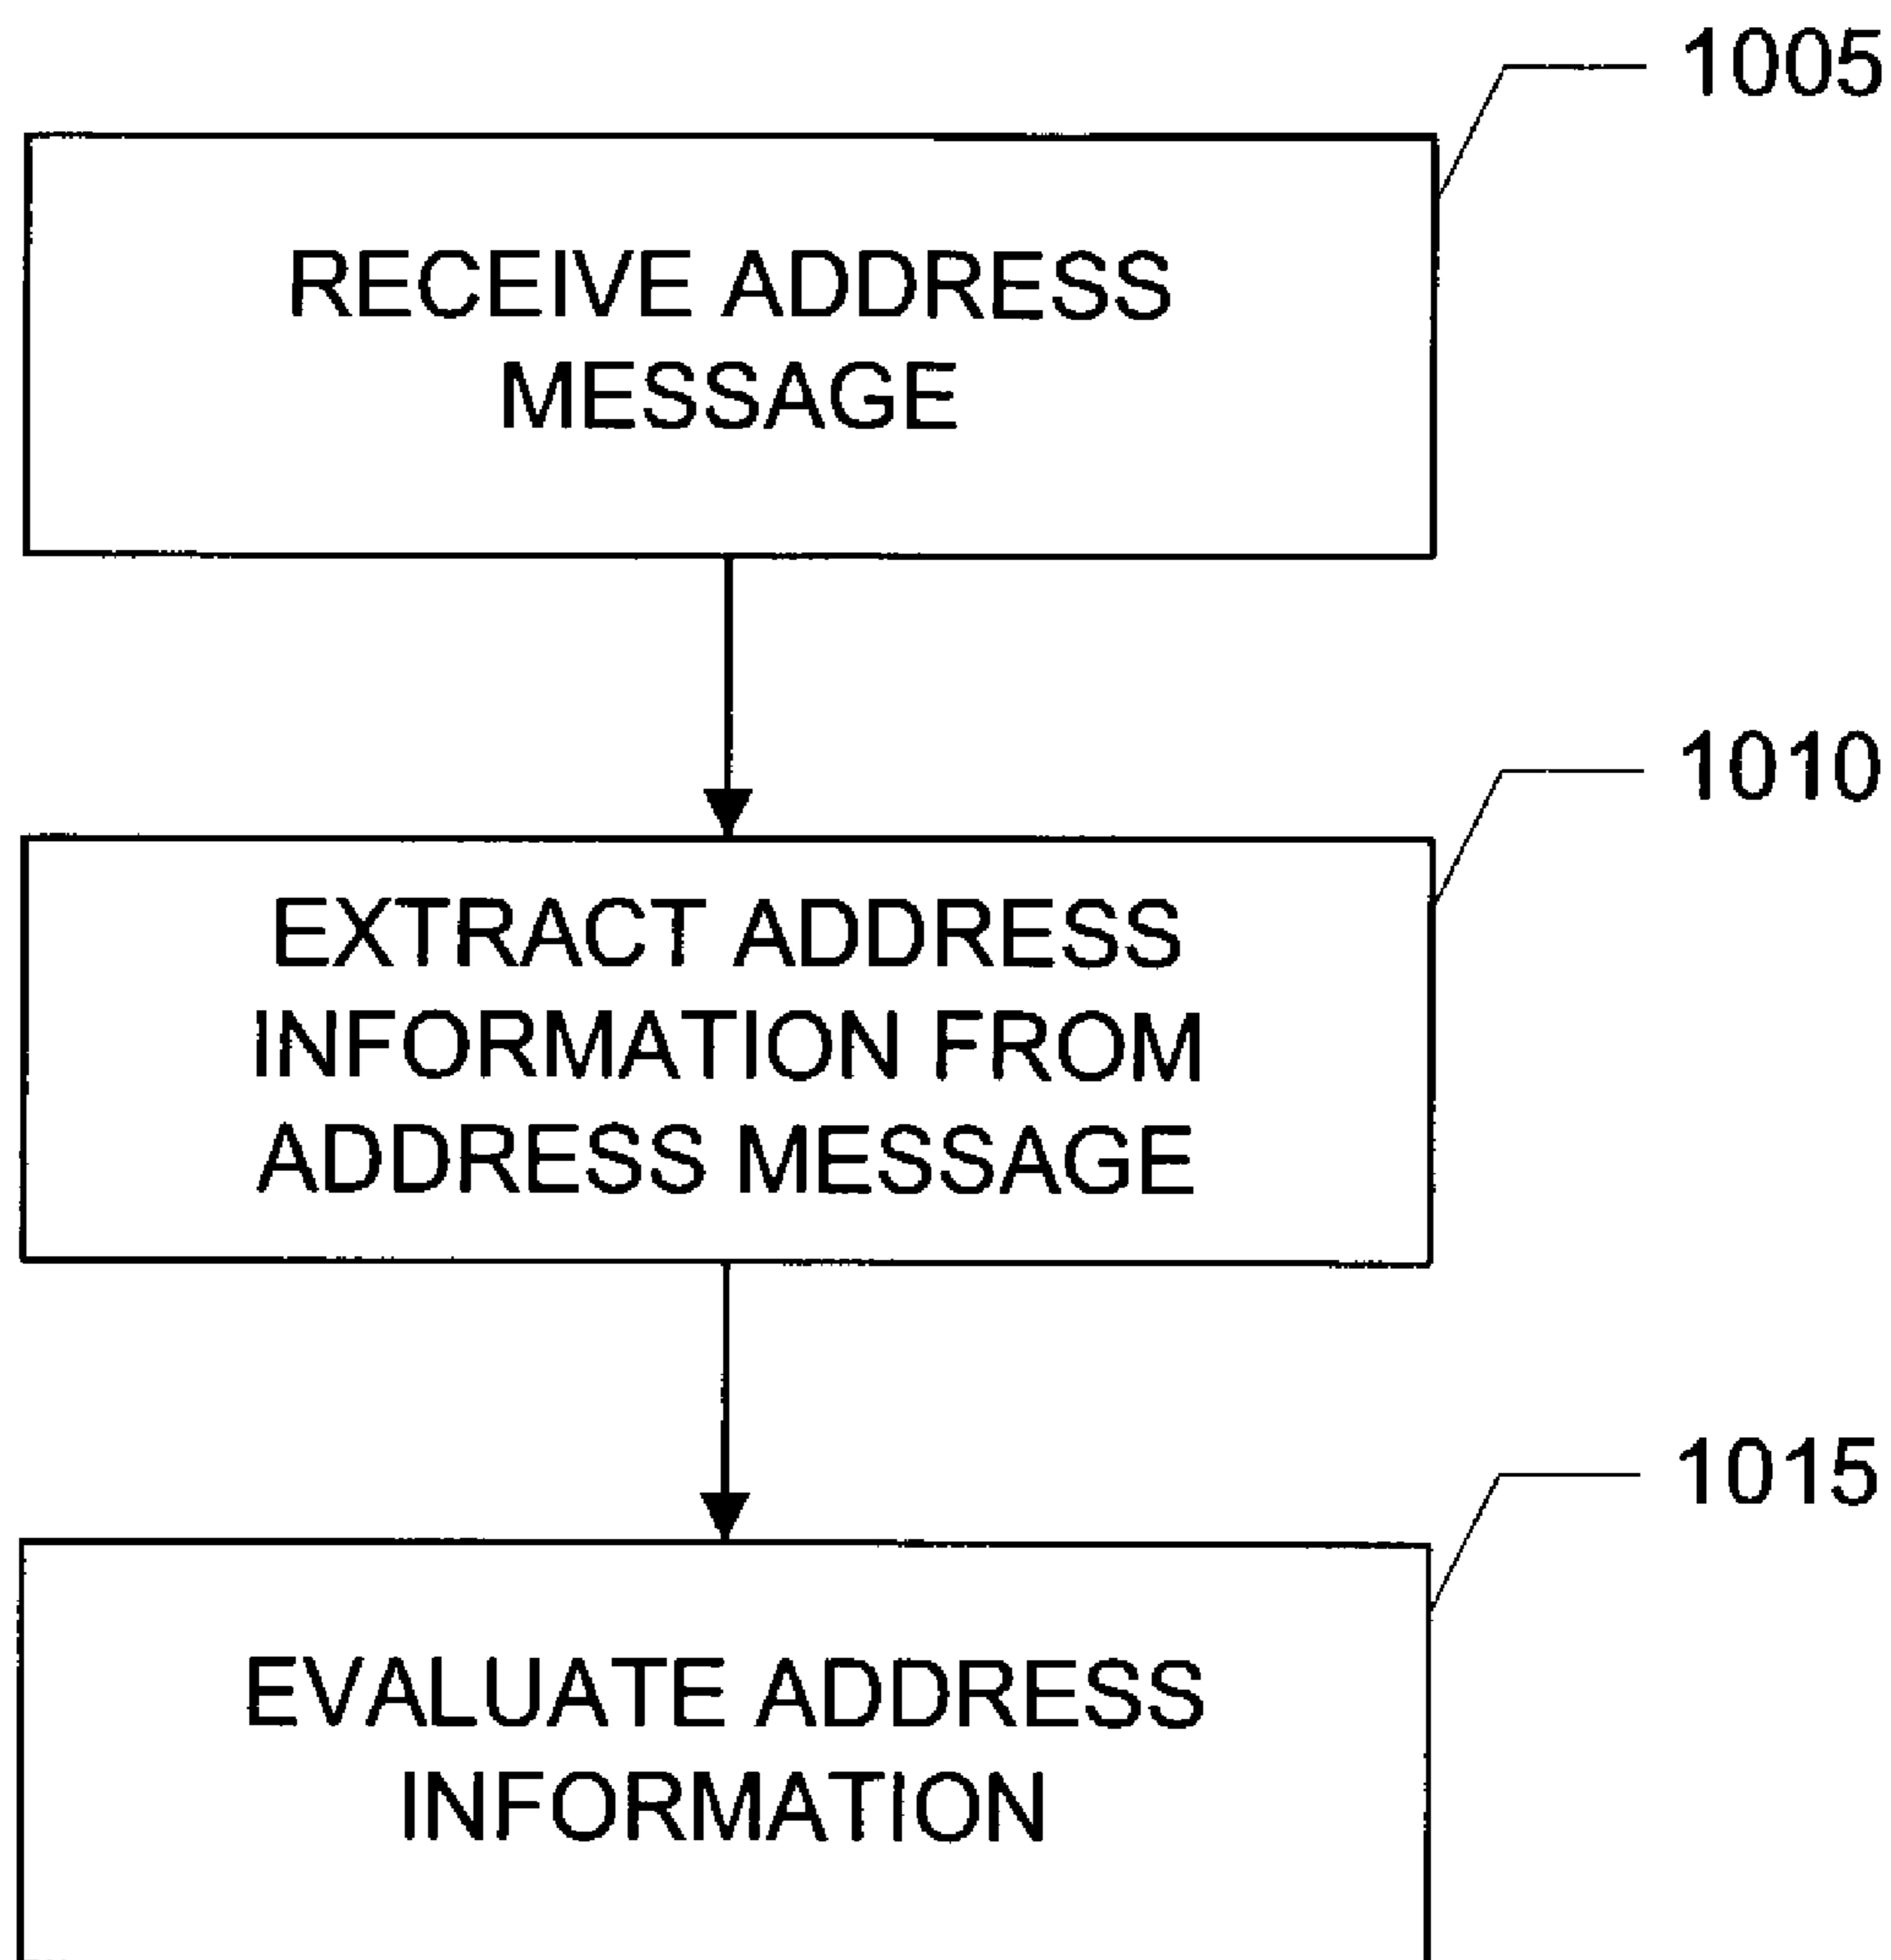 1005
RECEIVE ADDRESS
MESSAGE
1010
EXTRACT ADDRESS
INFORMATION FROM
ADDRESS MESSAGE
1015
EVALUATE ADDRESS
INFORMATION